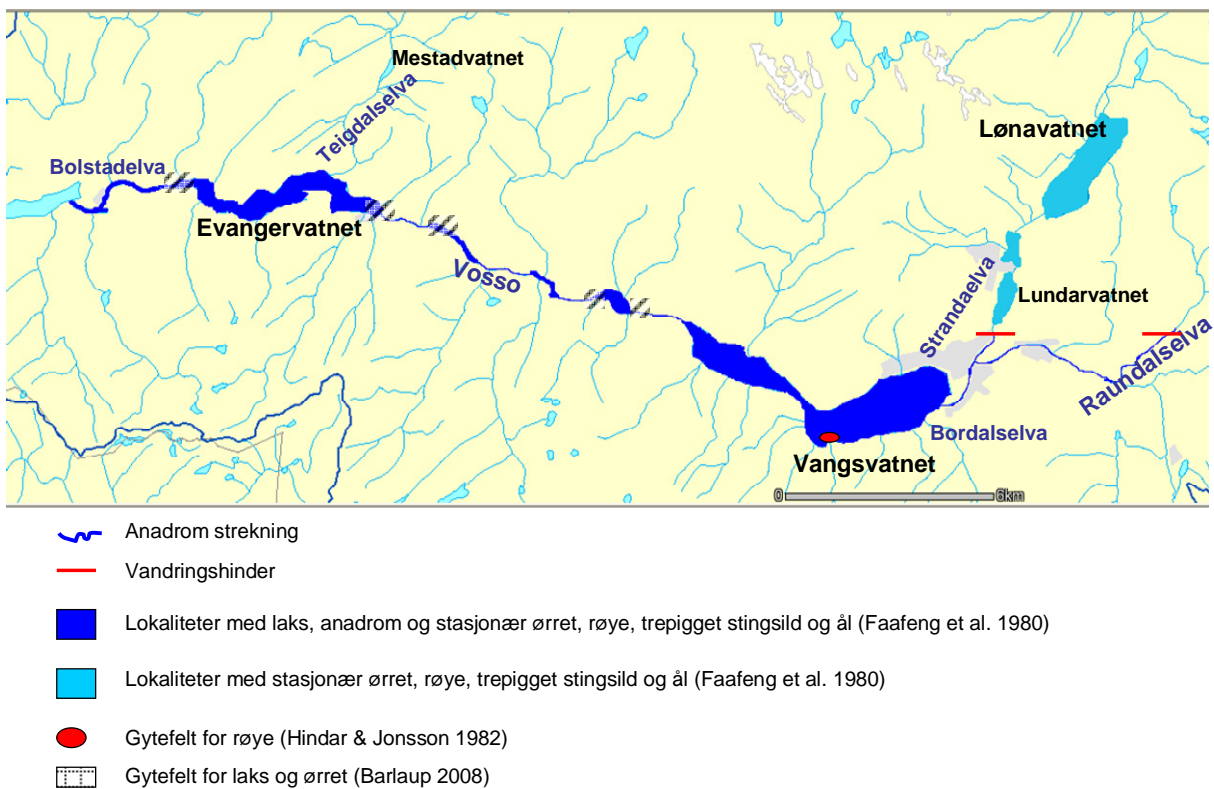 Mestadvatnet
Teigdalselva
Bolstadelva
Evangervatnet
Vosso
Lønavatnet
Strandaelva
Lundarvatnet
Raundalselva
Bordalselva
Vangsvatnet
0 6km
Anadrom strekning
Vandringshinder
Lokaliteter med laks, anadrom og stasjonær ørret, røye, trepigget stingsild og ål (Faafeng et al. 1980)
Lokaliteter med stasjonær ørret, røye, trepigget stingsild og ål (Faafeng et al. 1980)
Gytefelt for røye (Hindar & Jonsson 1982)
Gytefelt for laks og ørret (Barlaup 2008)